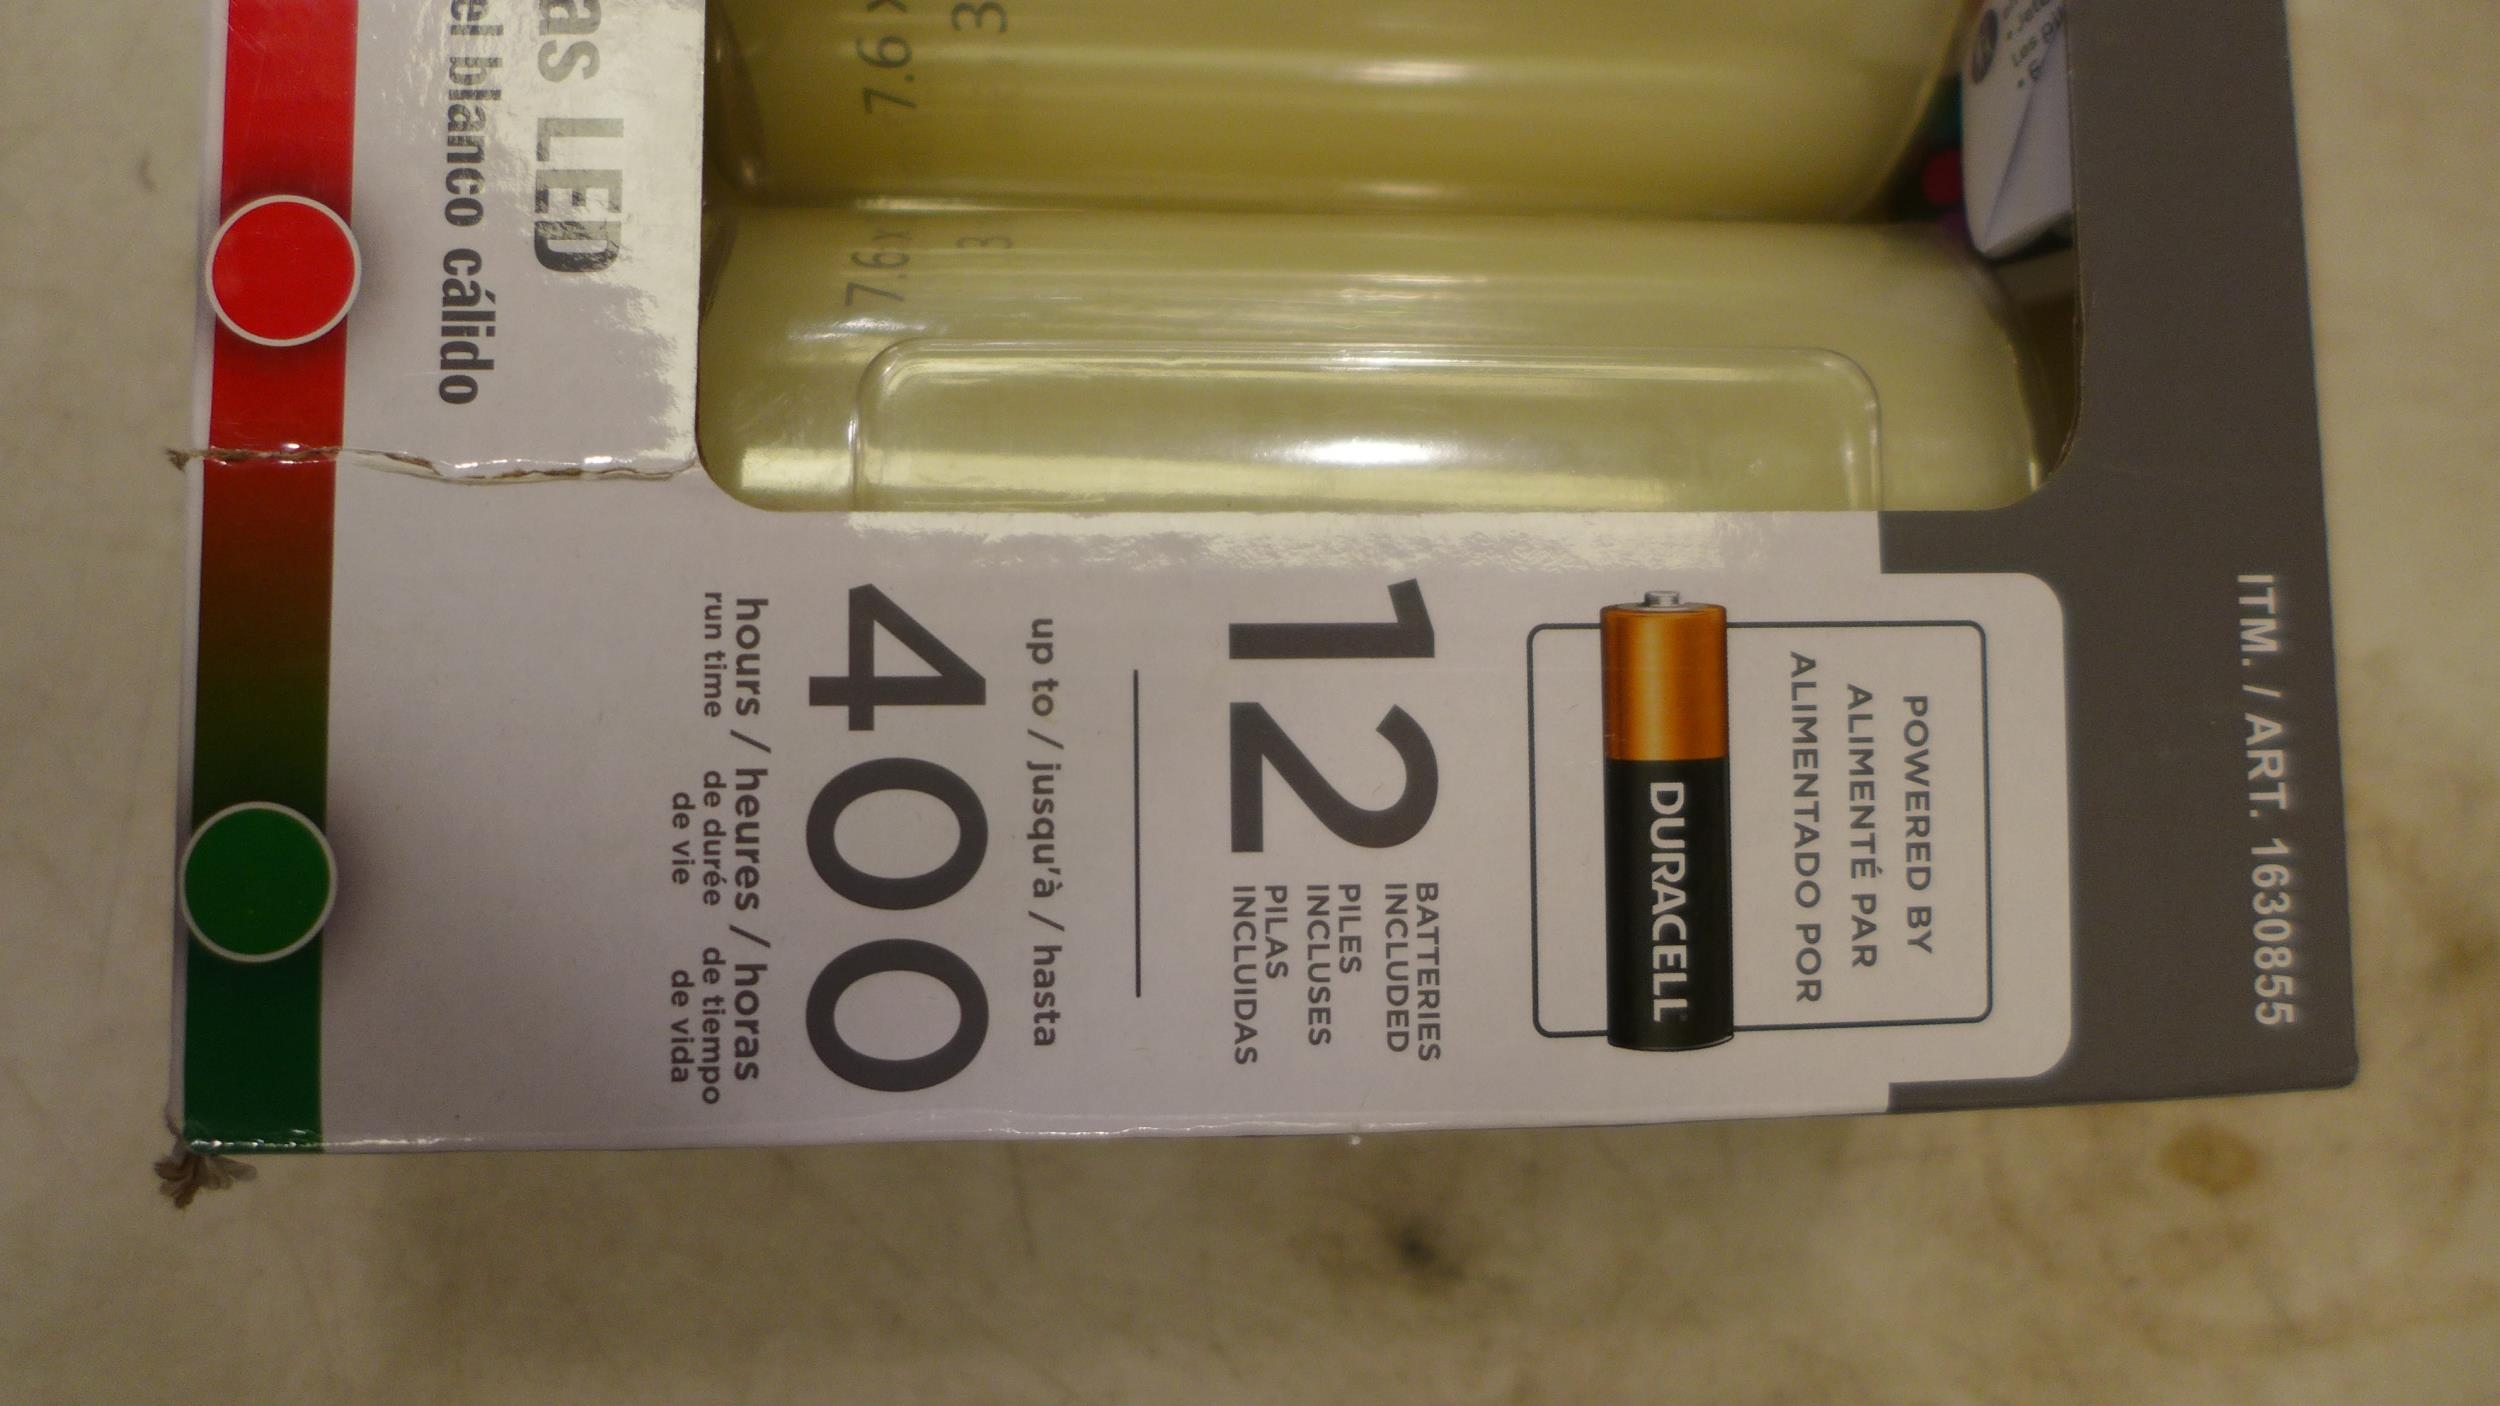 ITM. / ART. 1630855
POWERED BY
ALIMENTÉ PAR
ALIMENTADO POR
DURACELL
12
BATTERIES
INCLUDED
PILES
INCLUSES
PILAS
INCLUIDAS
up to / jusqu'à / hasta
400
hours / heures / horas
run time de durée de tiempo
de vie de vida
3
7.6 x
3
7.6 x
as LED
el blanco cálido